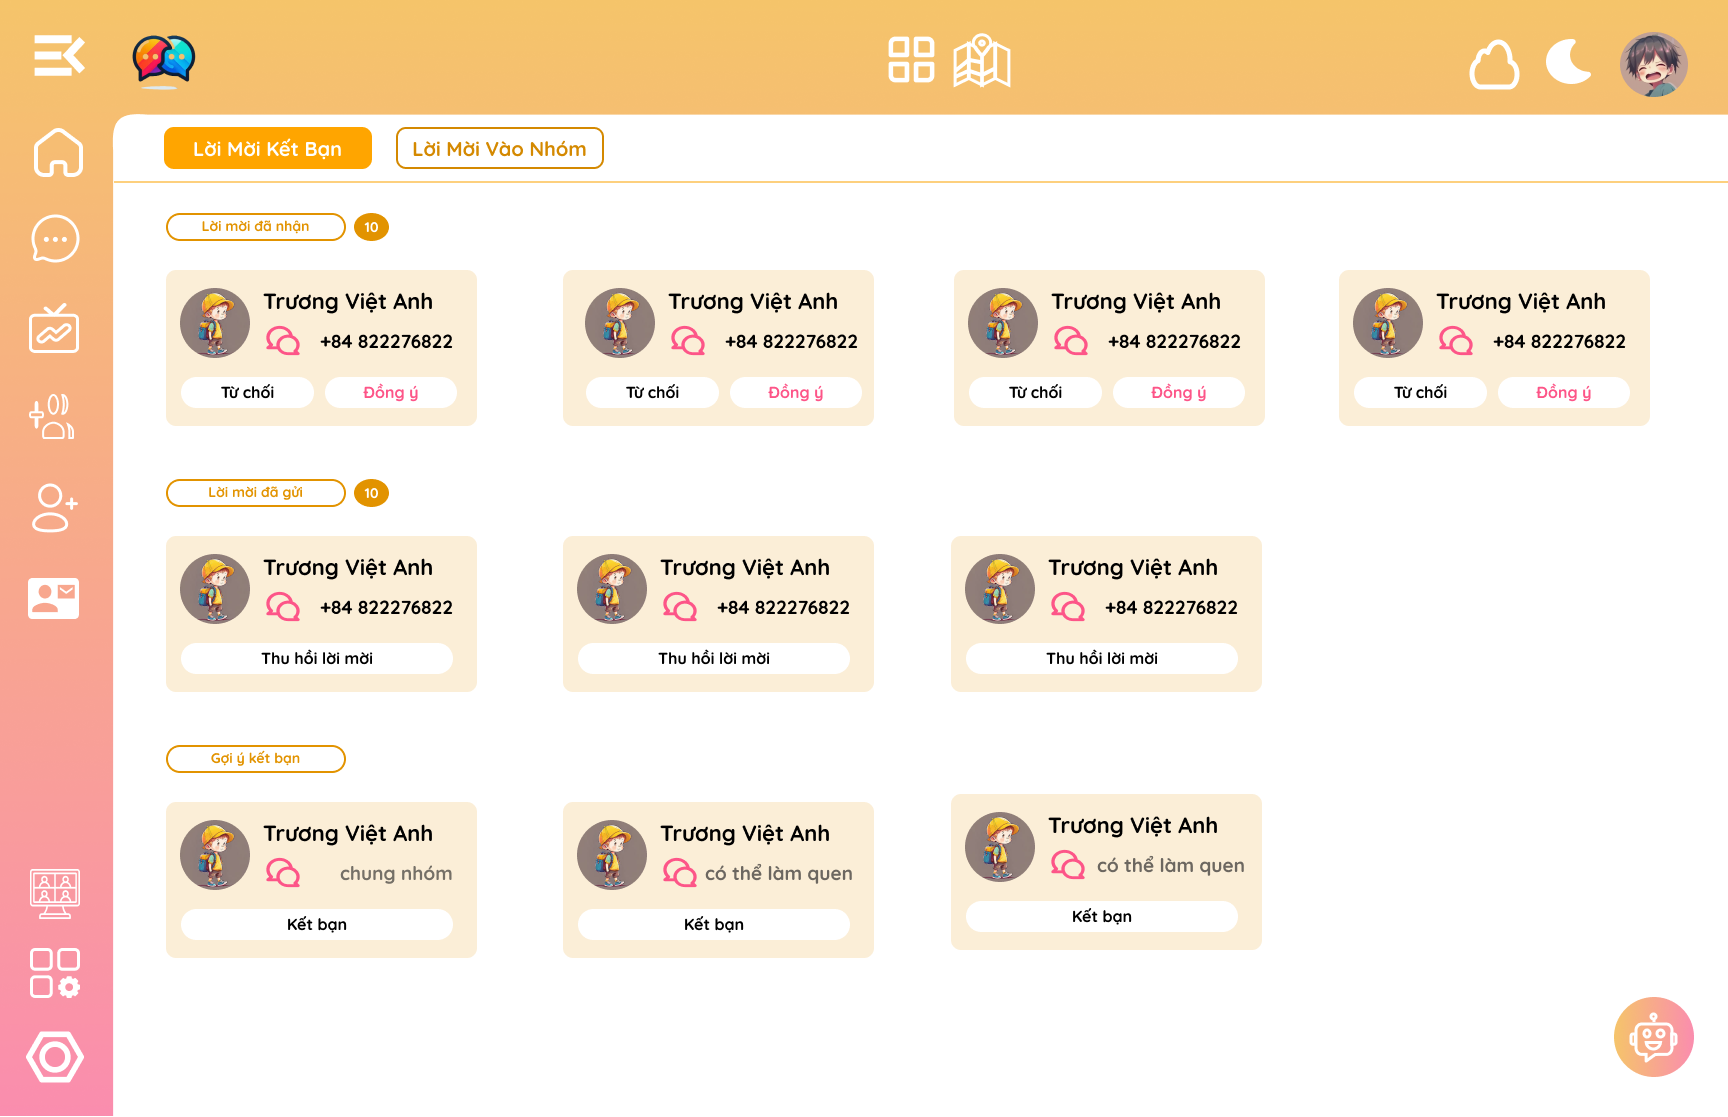 Lời Mời Kết Bạn
Lời Mời Vào Nhóm
Lời mời đã nhận
10
Trương Việt Anh
+84 822276822
Từ chối
Đồng ý
Trương Việt Anh
+84 822276822
Từ chối
Đồng ý
Trương Việt Anh
+84 822276822
Từ chối
Đồng ý
Trương Việt Anh
+84 822276822
Từ chối
Đồng ý
Lời mời đã gửi
10
Trương Việt Anh
+84 822276822
Thu hồi lời mời
Trương Việt Anh
+84 822276822
Thu hồi lời mời
Trương Việt Anh
+84 822276822
Thu hồi lời mời
Gợi ý kết bạn
Trương Việt Anh
chung nhóm
Kết bạn
Trương Việt Anh
có thể làm quen
Kết bạn
Trương Việt Anh
có thể làm quen
Kết bạn